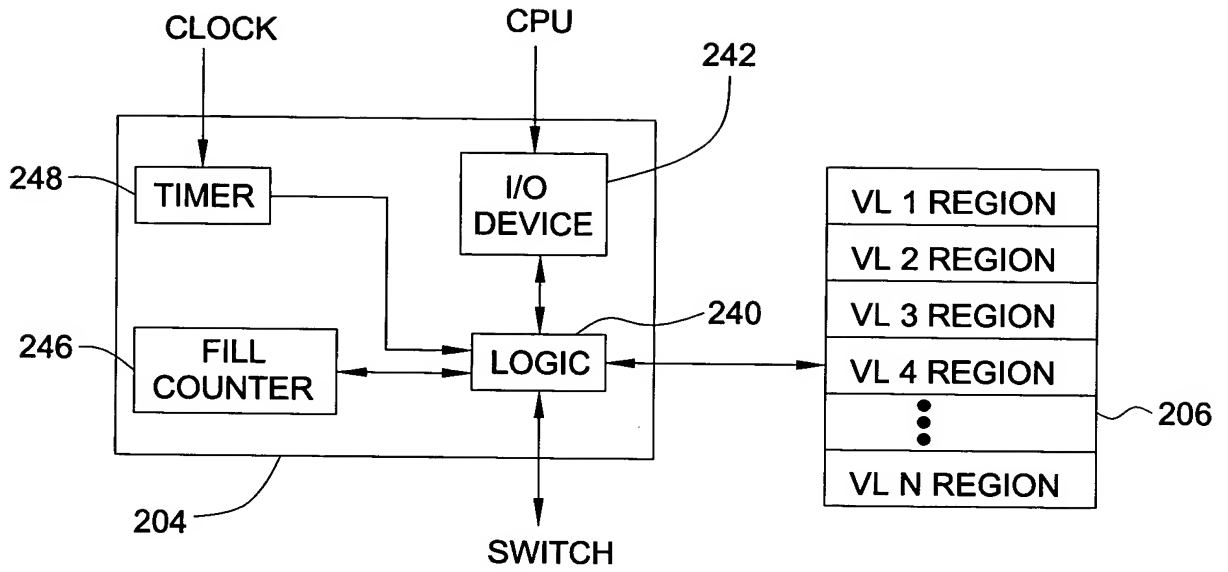 CLOCK
CPU
242
248
TIMER
I/O
DEVICE
VL 1 REGION
VL 2 REGION
VL 3 REGION
VL 4 REGION
VL N REGION
206
240
LOGIC
246
FILL
COUNTER
204
SWITCH